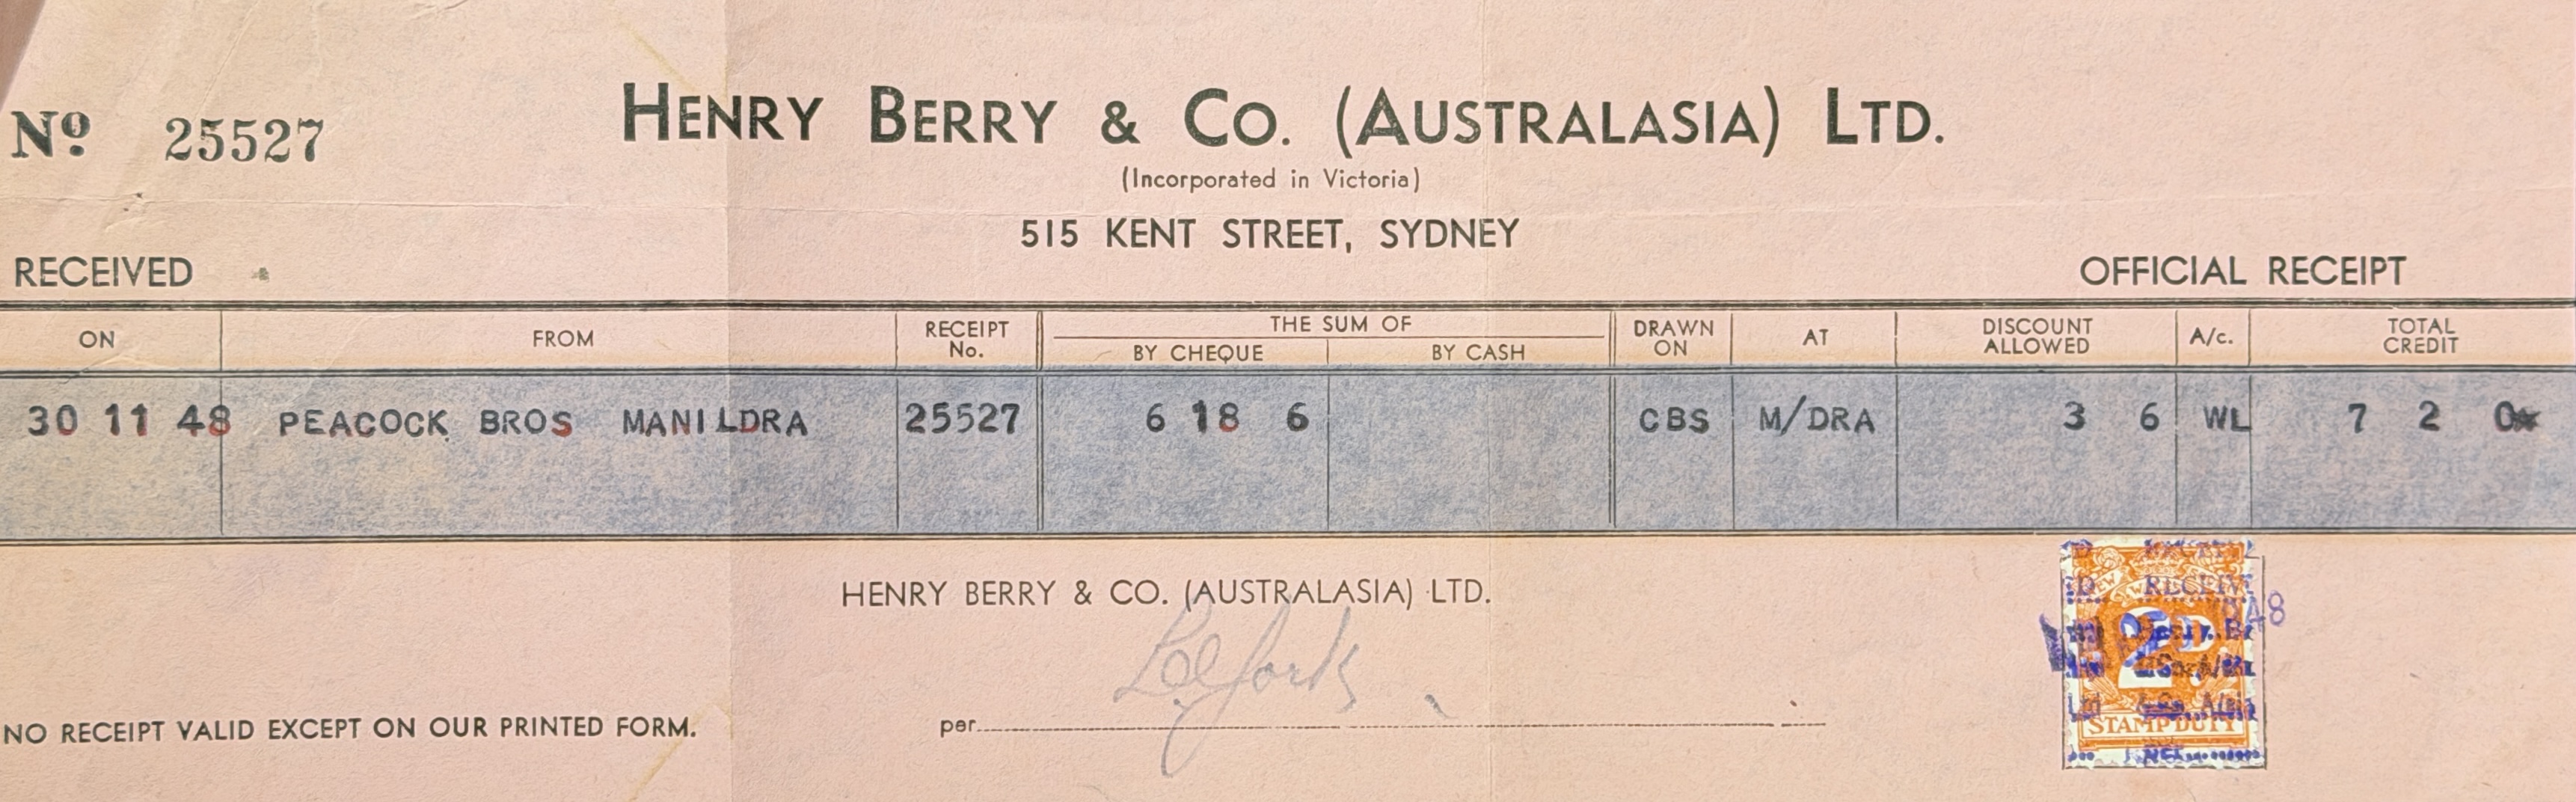 Nº 25527
HENRY BERRY & CO. (AUSTRALASIA) LTD.
(Incorporated in Victoria)
515 KENT STREET, SYDNEY
RECEIVED OFFICIAL RECEIPT
ON FROM RECEIPT No. THE SUM OF BY CHEQUE BY CASH DRAWN ON AT DISCOUNT ALLOWED A/c. TOTAL CREDIT
30 11 48 PEACOCK BROS MANILDRA 25527 6 18 6 CBS M/DRA 3 6 WL 7 2 0*
HENRY BERRY & CO. (AUSTRALASIA) LTD.
NO RECEIPT VALID EXCEPT ON OUR PRINTED FORM. per
RECEIV
2D
STAMP DUTY